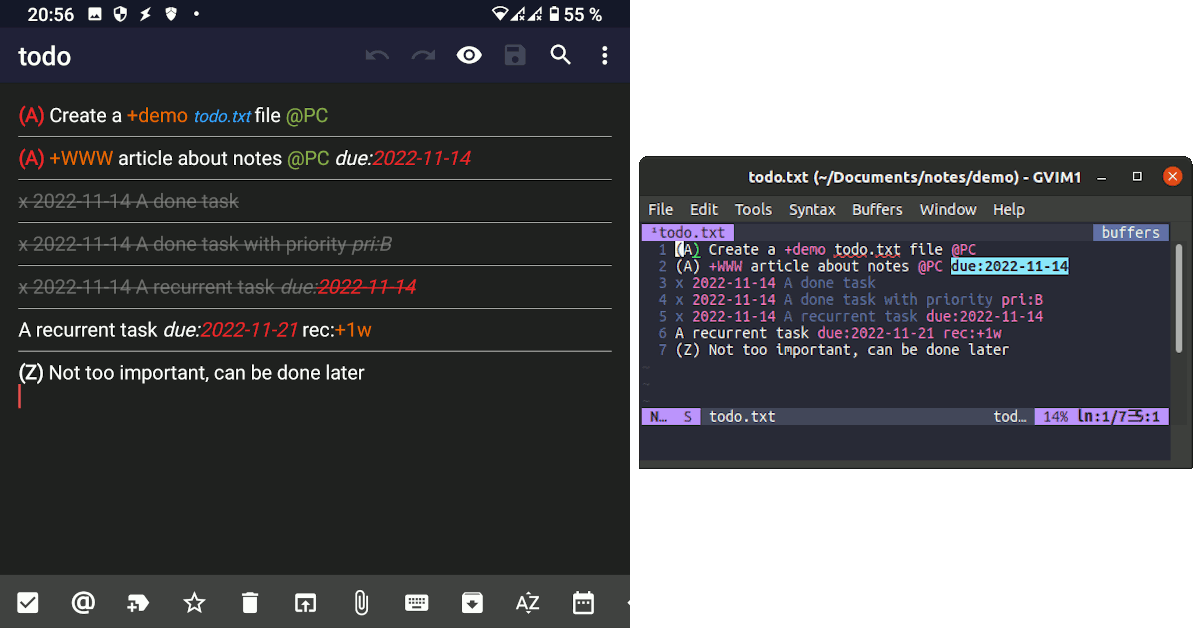 20:56 55 %
todo
(A) Create a +demo todo.txt file @PC
(A) +WWW article about notes @PC due:2022-11-14
x 2022-11-14 A done task
x 2022-11-14 A done task with priority pri:B
x 2022-11-14 A recurrent task due:2022-11-14
A recurrent task due:2022-11-21 rec:+1w
(Z) Not too important, can be done later
@ AZ
todo.txt (~/Documents/notes/demo) - GVIM1
File Edit Tools Syntax Buffers Window Help
¹todo.txt buffers
1 (A) Create a +demo todo.txt file @PC
2 (A) +WWW article about notes @PC due:2022-11-14
3 x 2022-11-14 A done task
4 x 2022-11-14 A done task with priority pri:B
5 x 2022-11-14 A recurrent task due:2022-11-14
6 A recurrent task due:2022-11-21 rec:+1w
7 (Z) Not too important, can be done later
~
~
~
N… S todo.txt tod… 14% ln:1/7☰5:1